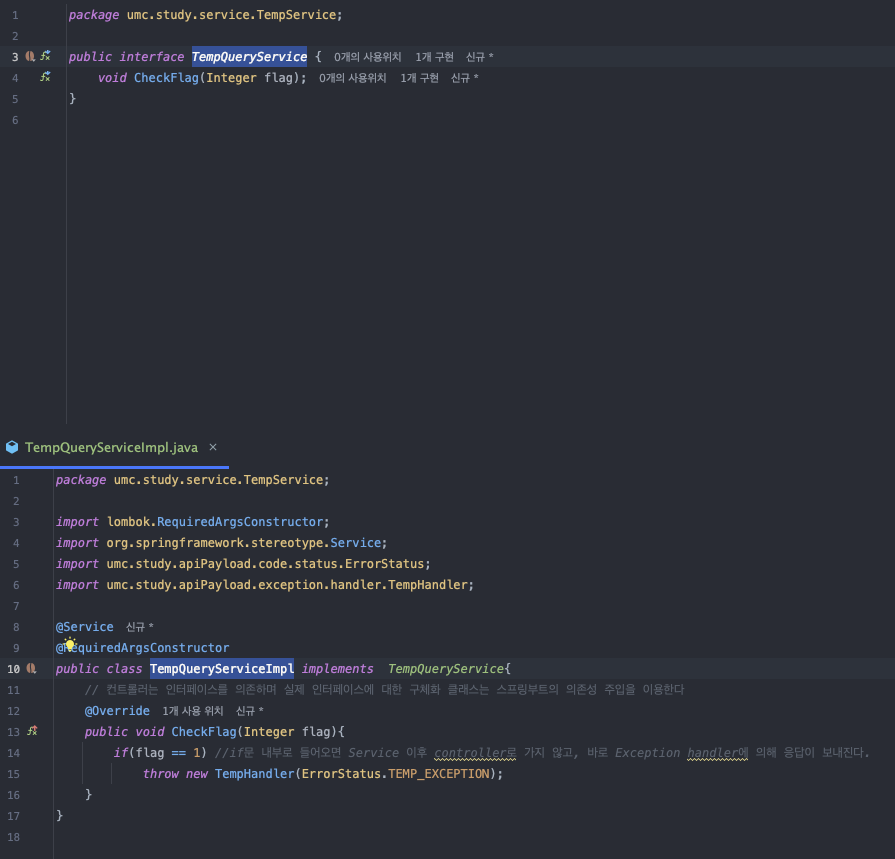 1 package umc.study.service.TempService;
2
3 public interface TempQueryService { 0개의 사용위치 1개 구현 신규 *
4 void CheckFlag(Integer flag); 0개의 사용위치 1개 구현 신규 *
5 }
6
TempQueryServiceImpl.java ×
1 package umc.study.service.TempService;
2
3 import lombok.RequiredArgsConstructor;
4 import org.springframework.stereotype.Service;
5 import umc.study.apiPayload.code.status.ErrorStatus;
6 import umc.study.apiPayload.exception.handler.TempHandler;
7
8 @Service 신규 *
9 @RequiredArgsConstructor
10 public class TempQueryServiceImpl implements TempQueryService{
11 // 컨트롤러는 인터페이스를 의존하며 실제 인터페이스에 대한 구체화 클래스는 스프링부트의 의존성 주입을 이용한다
12 @Override 1개 사용 위치 신규 *
13 public void CheckFlag(Integer flag){
14 if(flag == 1) //if문 내부로 들어오면 Service 이후 controller로 가지 않고, 바로 Exception handler에 의해 응답이 보내진다.
15 throw new TempHandler(ErrorStatus.TEMP_EXCEPTION);
16 }
17 }
18